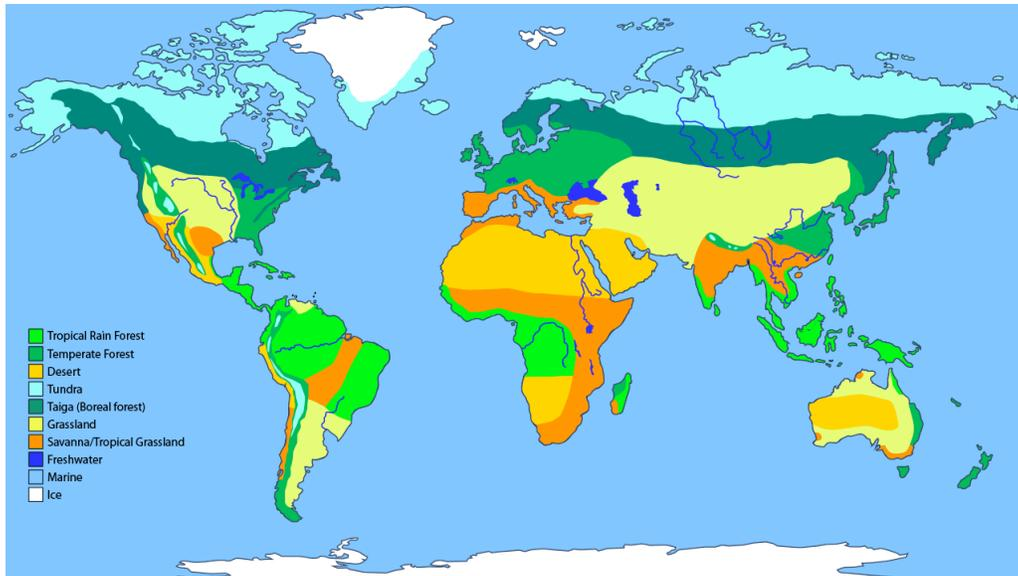 Tropical Rain Forest
Temperate Forest
Desert
Tundra
Taiga (Boreal forest)
Grassland
Savanna/Tropical Grassland
Freshwater
Marine
Ice